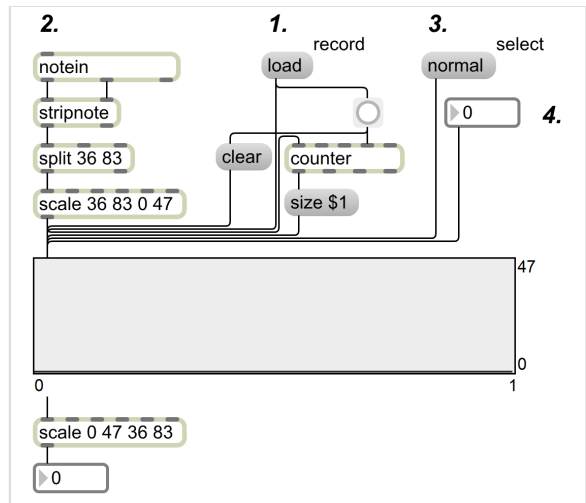 2.
1.
3.
record
select
notein
load
normal
0
4.
stripnote
split 36 83
clear
counter
scale 36 83 0 47
size $1
47
0
0
1
scale 0 47 36 83
0